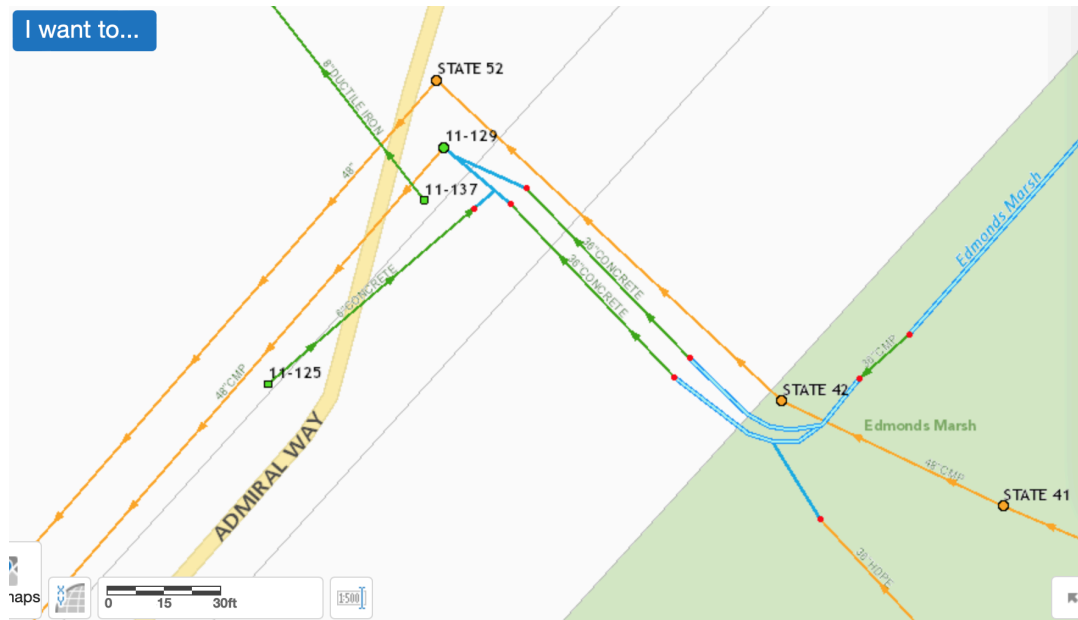 I want to...
STATE 52
8"DUCTILE IRON
11-129
48"
11-137
Edmonds Marsh
36"CONCRETE
36"CONCRETE
6"CONCRETE
36"CMP
48"CMP
11-125
STATE 42
Edmonds Marsh
ADMIRAL WAY
48"CMP
STATE 41
36"HDPE
naps
0 15 30ft
1:500